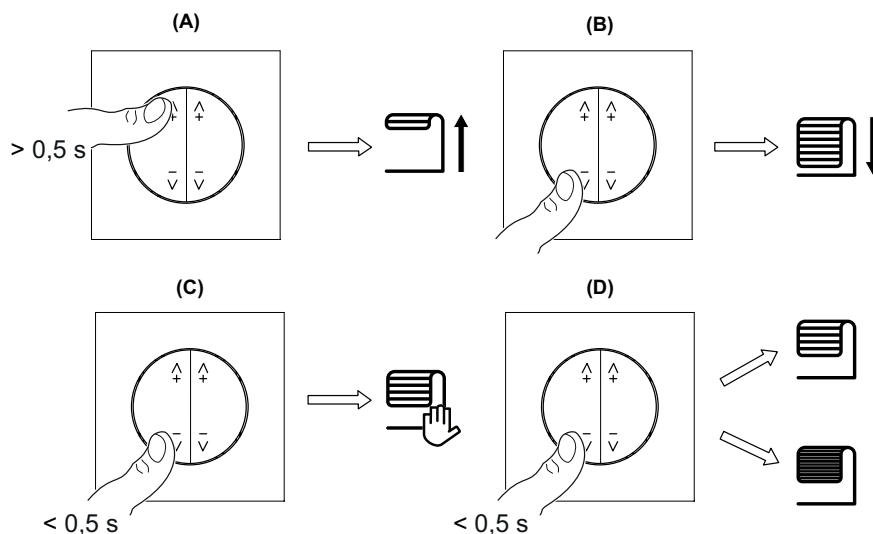 (A)
(B)
> 0,5 s
+ +
− −
+ +
− −
(C)
(D)
+ +
− −
< 0,5 s
+ +
− −
< 0,5 s